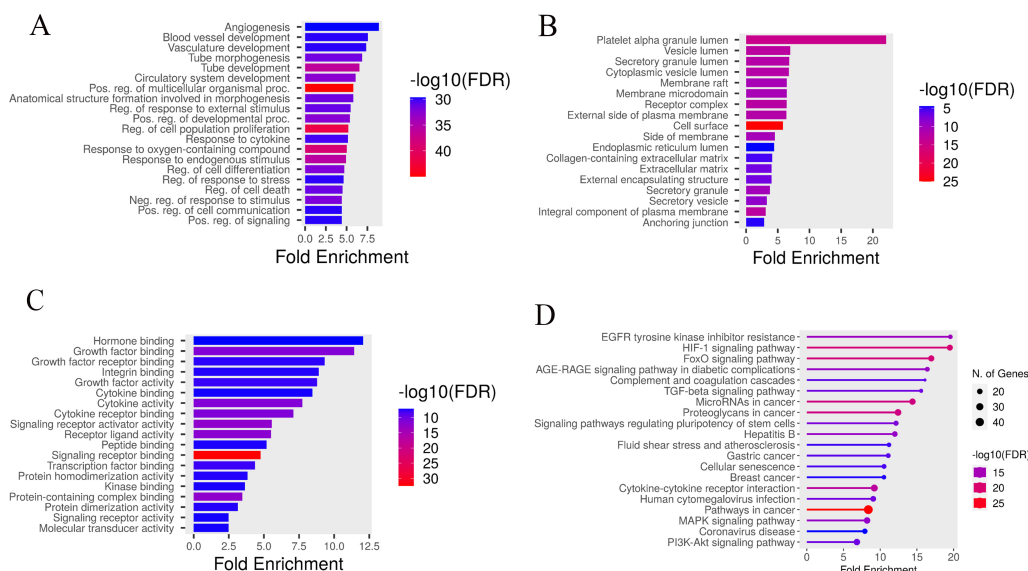 A
Angiogenesis
Blood vessel development
Vasculature development
Tube morphogenesis
Tube development
Circulatory system development
Pos. reg. of multicellular organismal proc.
Anatomical structure formation involved in morphogenesis
Reg. of response to external stimulus
Pos. reg. of developmental proc.
Reg. of cell population proliferation
Response to cytokine
Response to oxygen-containing compound
Response to endogenous stimulus
Reg. of cell differentiation
Reg. of response to stress
Reg. of cell death
Neg. reg. of response to stimulus
Pos. reg. of cell communication
Pos. reg. of signaling
0.0 2.5 5.0 7.5
Fold Enrichment
-log10(FDR)
30
35
40
B
Platelet alpha granule lumen
Vesicle lumen
Secretory granule lumen
Cytoplasmic vesicle lumen
Membrane raft
Membrane microdomain
Receptor complex
External side of plasma membrane
Cell surface
Side of membrane
Endoplasmic reticulum lumen
Collagen-containing extracellular matrix
Extracellular matrix
External encapsulating structure
Secretory granule
Secretory vesicle
Integral component of plasma membrane
Anchoring junction
0 5 10 15 20
Fold Enrichment
-log10(FDR)
5
10
15
20
25
C
Hormone binding
Growth factor binding
Growth factor receptor binding
Integrin binding
Growth factor activity
Cytokine binding
Cytokine activity
Cytokine receptor binding
Signaling receptor activator activity
Receptor ligand activity
Peptide binding
Signaling receptor binding
Transcription factor binding
Protein homodimerization activity
Kinase binding
Protein-containing complex binding
Protein dimerization activity
Signaling receptor activity
Molecular transducer activity
0.0 2.5 5.0 7.5 10.0 12.5
Fold Enrichment
-log10(FDR)
10
15
20
25
30
D
EGFR tyrosine kinase inhibitor resistance
HIF-1 signaling pathway
FoxO signaling pathway
AGE-RAGE signaling pathway in diabetic complications
Complement and coagulation cascades
TGF-beta signaling pathway
MicroRNAs in cancer
Proteoglycans in cancer
Signaling pathways regulating pluripotency of stem cells
Hepatitis B
Fluid shear stress and atherosclerosis
Gastric cancer
Cellular senescence
Breast cancer
Cytokine-cytokine receptor interaction
Human cytomegalovirus infection
Pathways in cancer
MAPK signaling pathway
Coronavirus disease
PI3K-Akt signaling pathway
0 5 10 15 20
Fold Enrichment
N. of Genes
20
30
40
-log10(FDR)
15
20
25